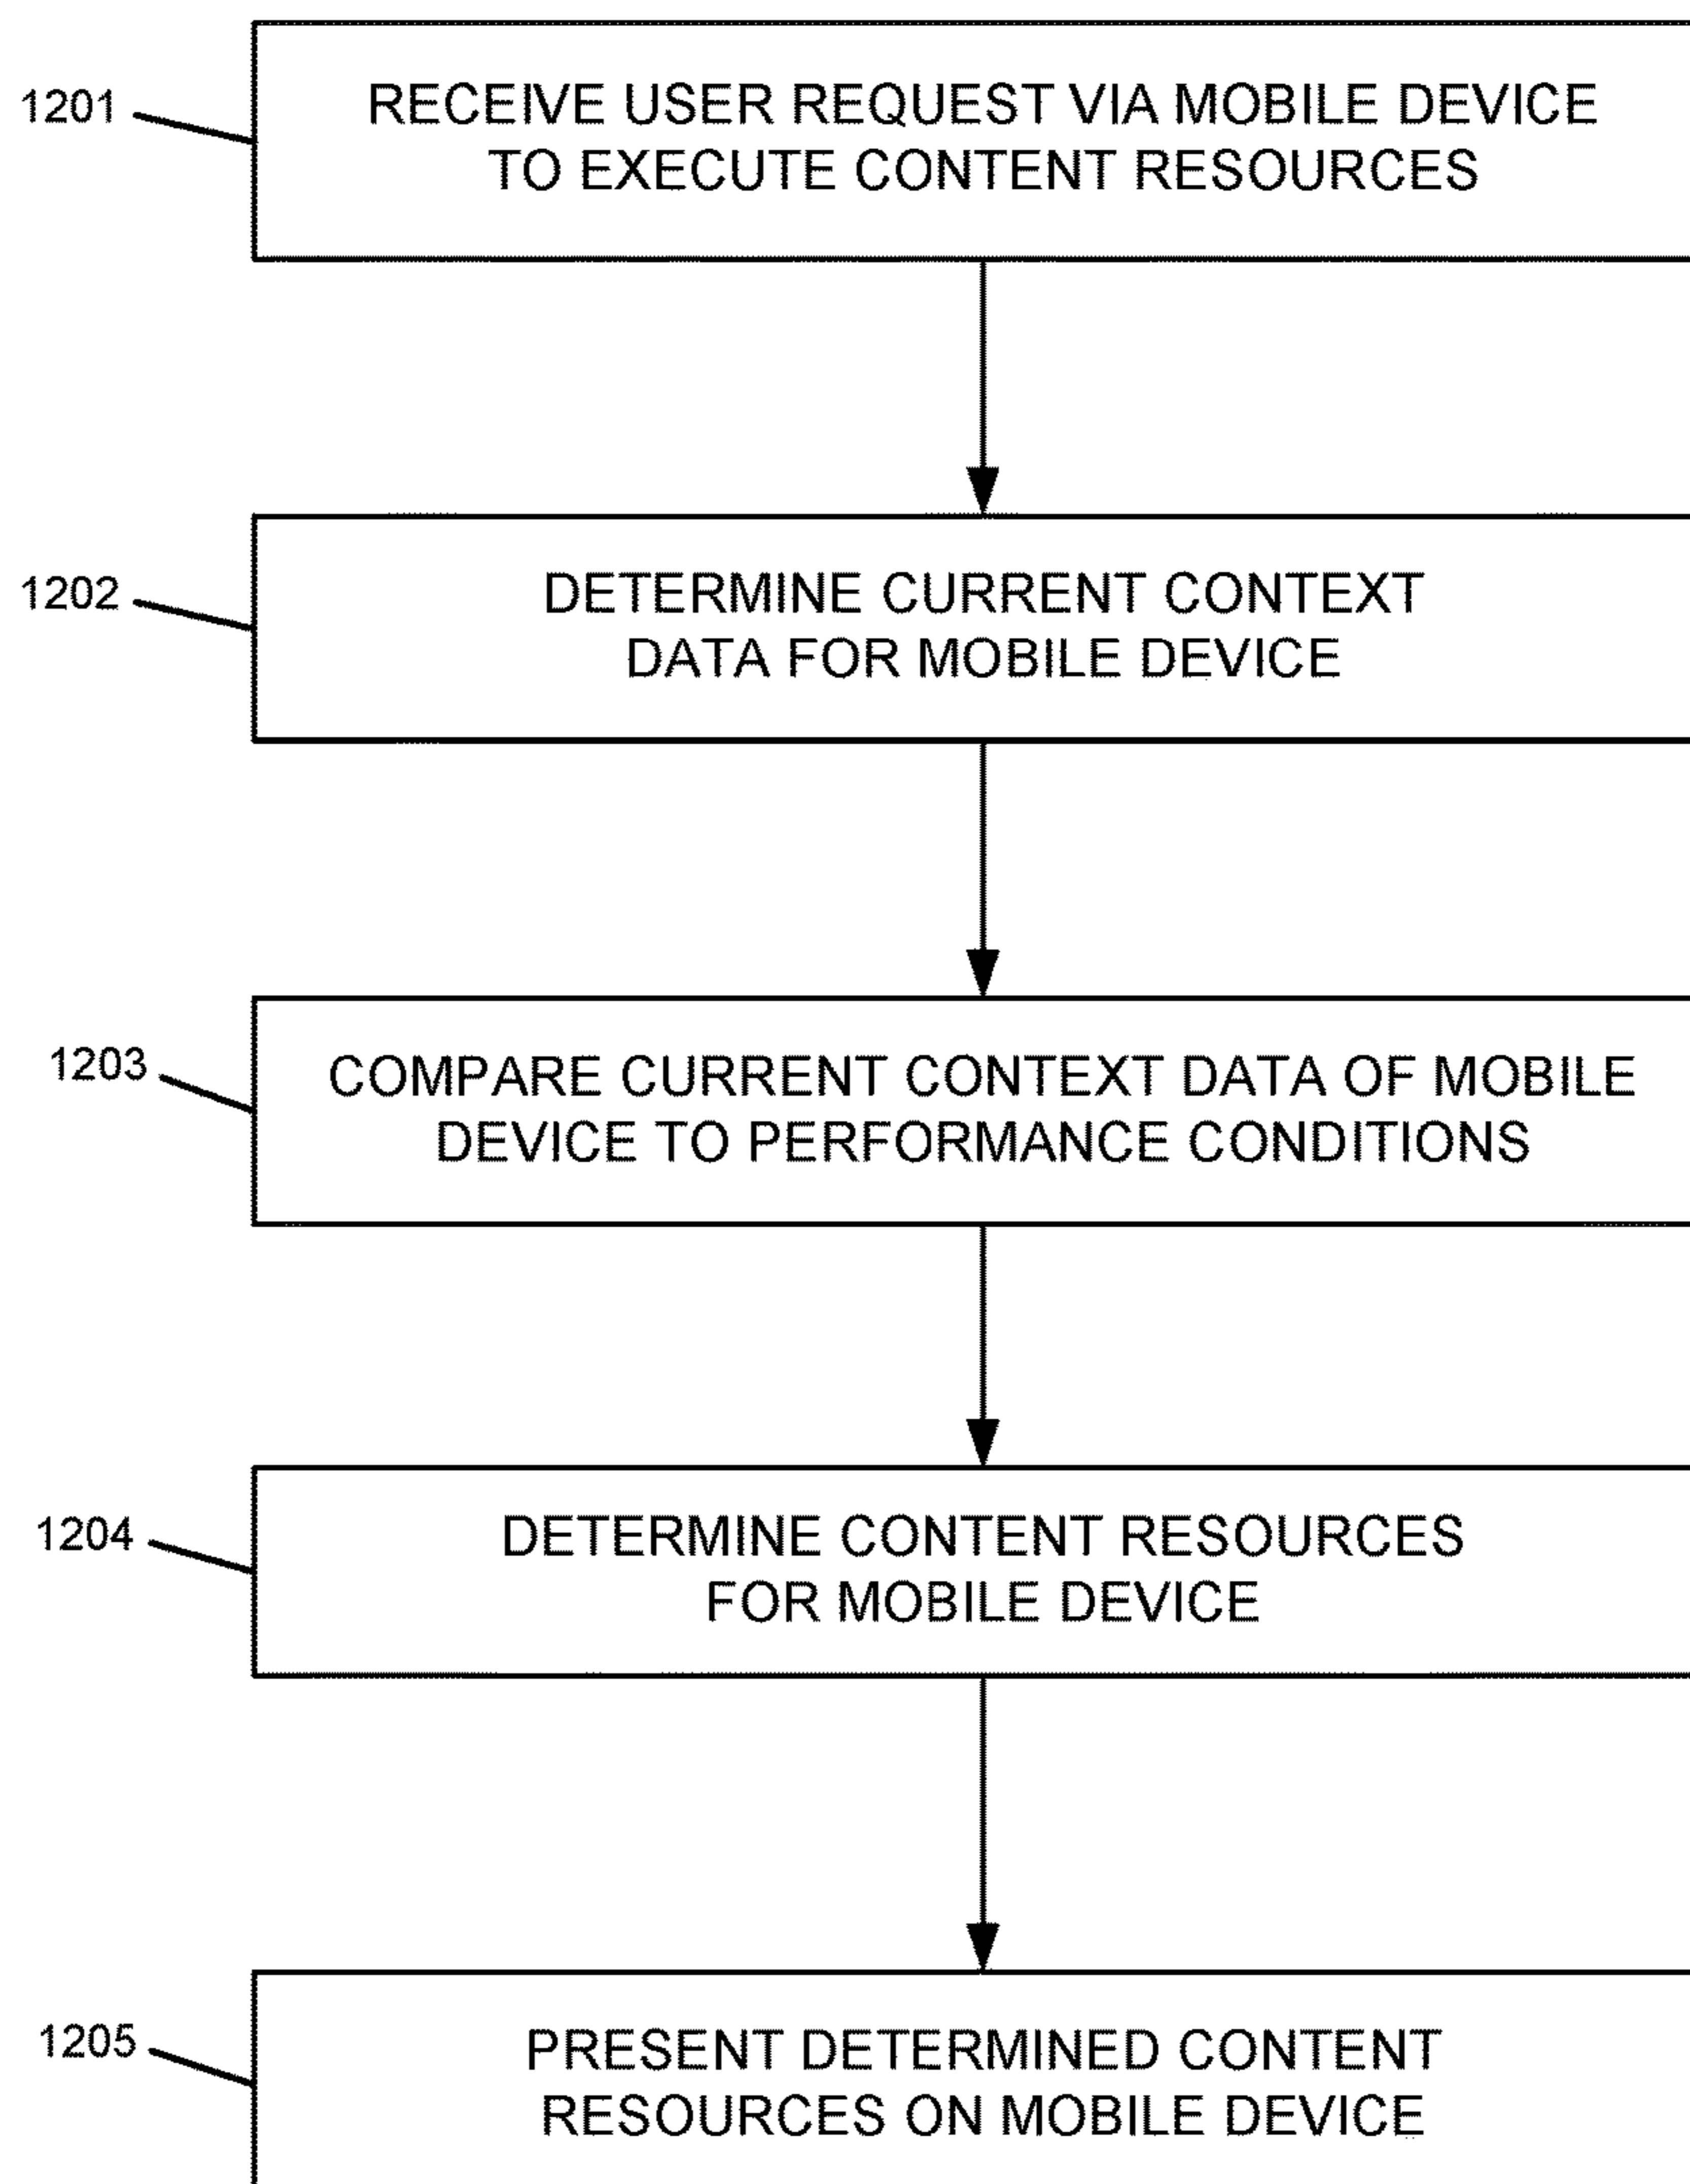 1201
RECEIVE USER REQUEST VIA MOBILE DEVICE
TO EXECUTE CONTENT RESOURCES
1202
DETERMINE CURRENT CONTEXT
DATA FOR MOBILE DEVICE
1203
COMPARE CURRENT CONTEXT DATA OF MOBILE
DEVICE TO PERFORMANCE CONDITIONS
1204
DETERMINE CONTENT RESOURCES
FOR MOBILE DEVICE
1205
PRESENT DETERMINED CONTENT
RESOURCES ON MOBILE DEVICE